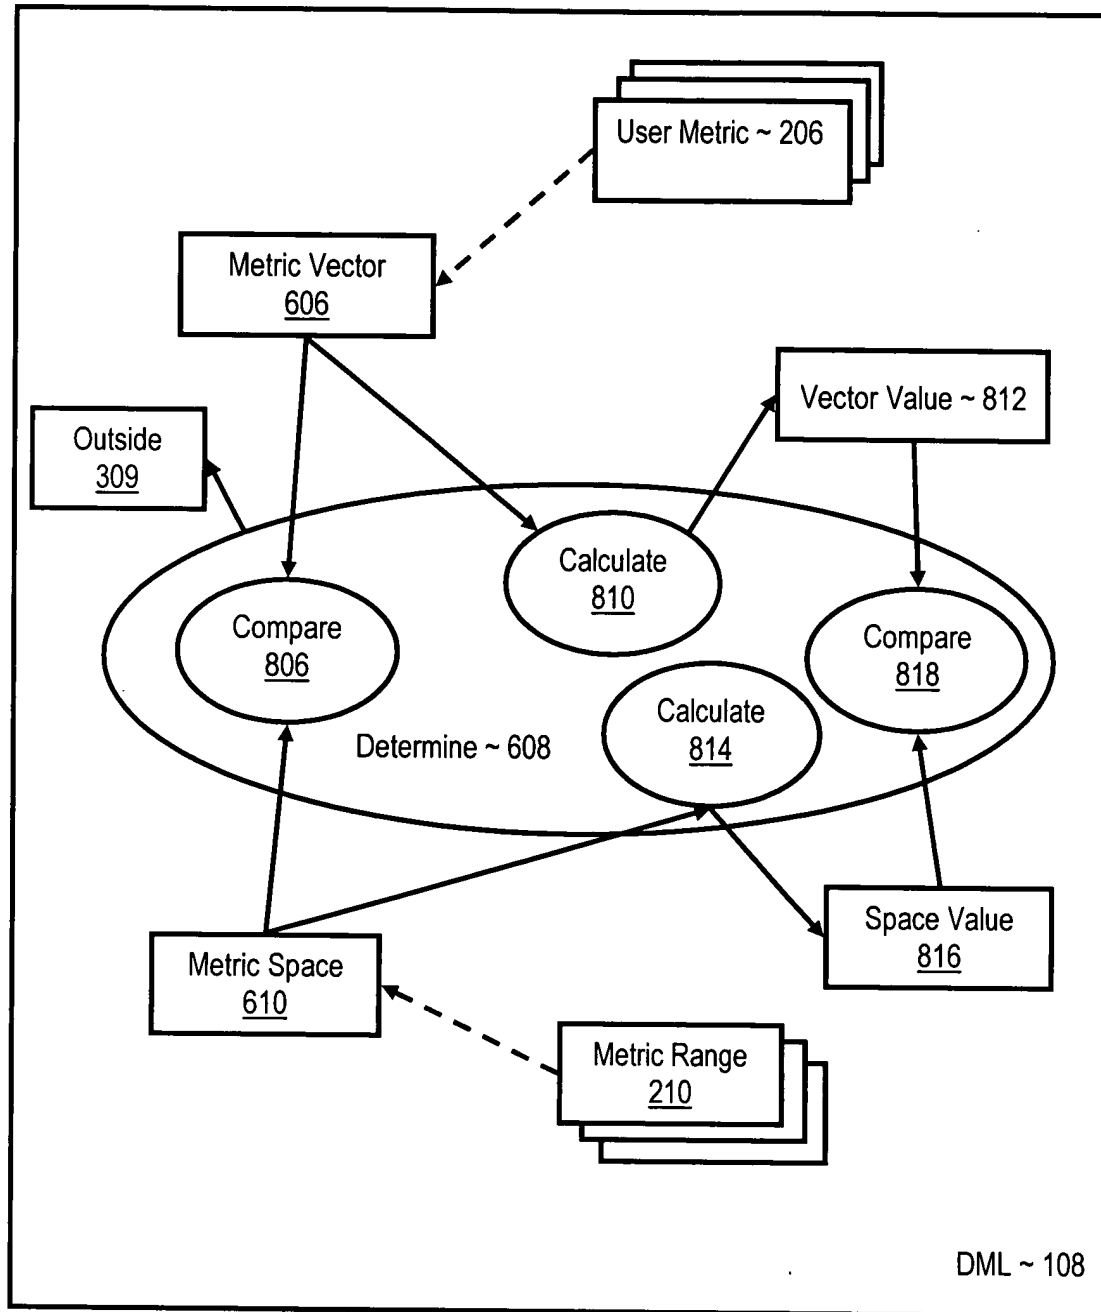 User Metric ~ 206
Metric Vector
606
Vector Value ~ 812
Outside
309
Calculate
810
Compare
806
Compare
818
Calculate
814
Determine ~ 608
Space Value
816
Metric Space
610
Metric Range
210
DML ~ 108